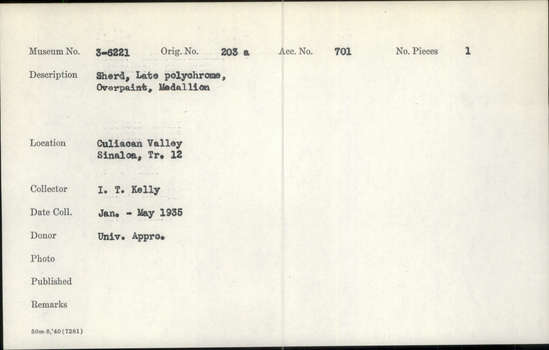 Museum No. 3-6221 Orig. No. 203 a Acc. No. 701 No. Pieces 1
Description Sherd, Late polychrome,
Overpaint, Medallion
Location Culiacan Valley
Sinaloa, Tr. 12
Collector I. T. Kelly
Date Coll. Jan. - May 1935
Donor Univ. Appro.
Photo
Published
Remarks
50m-8,'40(7281)